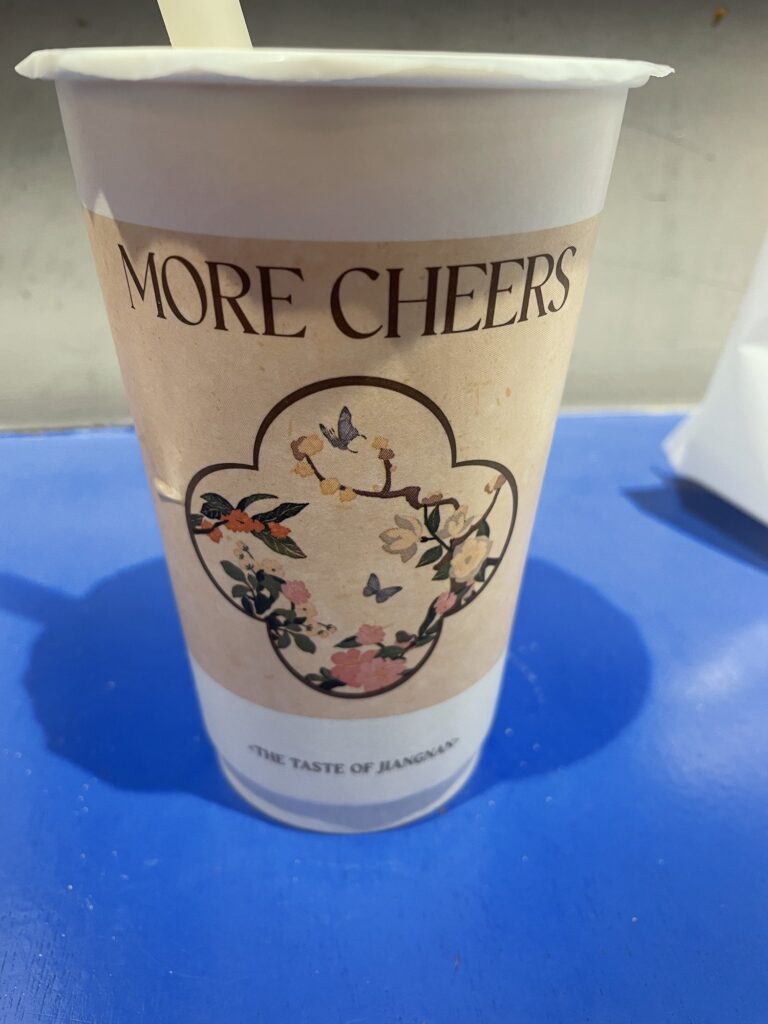 MORE CHEERS
<THE TASTE OF JIANGNAN>